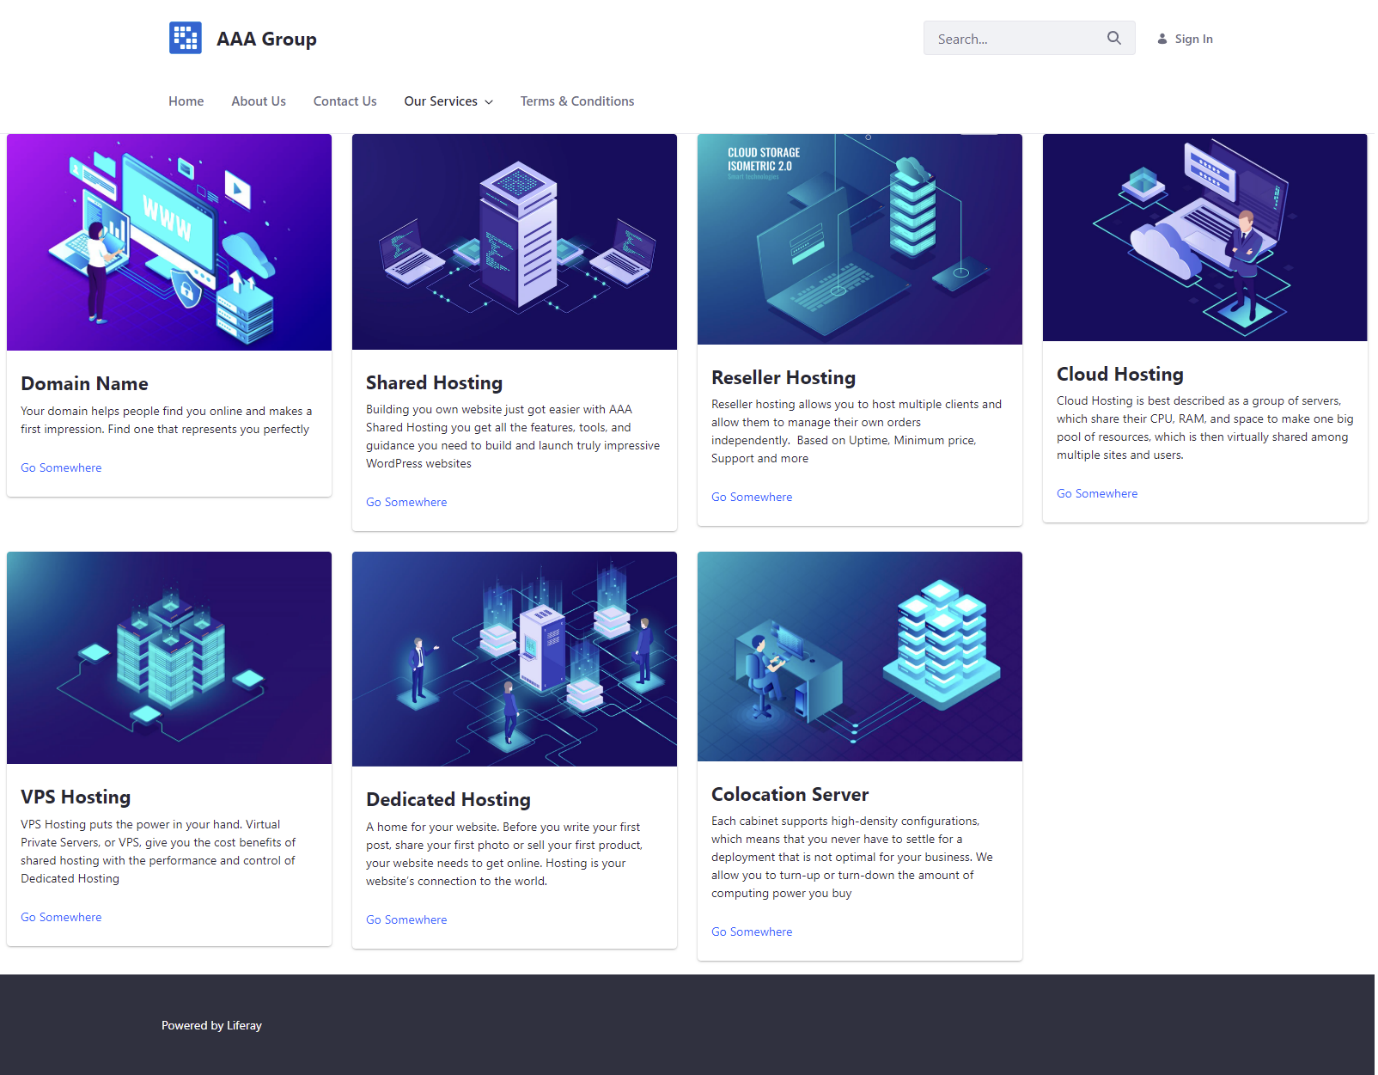 AAA Group
Search...
Sign In
Home
About Us
Contact Us
Our Services
Terms & Conditions
WWW
CLOUD STORAGE
ISOMETRIC 2.0
Smart technologies
Domain Name
Your domain helps people find you online and makes a
first impression. Find one that represents you perfectly
Go Somewhere
Shared Hosting
Building you own website just got easier with AAA
Shared Hosting you get all the features, tools, and
guidance you need to build and launch truly impressive
WordPress websites
Go Somewhere
Reseller Hosting
Reseller hosting allows you to host multiple clients and
allow them to manage their own orders
independently.  Based on Uptime, Minimum price,
Support and more
Go Somewhere
Cloud Hosting
Cloud Hosting is best described as a group of servers,
which share their CPU, RAM, and space to make one big
pool of resources, which is then virtually shared among
multiple sites and users.
Go Somewhere
VPS Hosting
VPS Hosting puts the power in your hand. Virtual
Private Servers, or VPS, give you the cost benefits of
shared hosting with the performance and control of
Dedicated Hosting
Go Somewhere
Dedicated Hosting
A home for your website. Before you write your first
post, share your first photo or sell your first product,
your website needs to get online. Hosting is your
website's connection to the world.
Go Somewhere
Colocation Server
Each cabinet supports high-density configurations,
which means that you never have to settle for a
deployment that is not optimal for your business. We
allow you to turn-up or turn-down the amount of
computing power you buy
Go Somewhere
Powered by Liferay